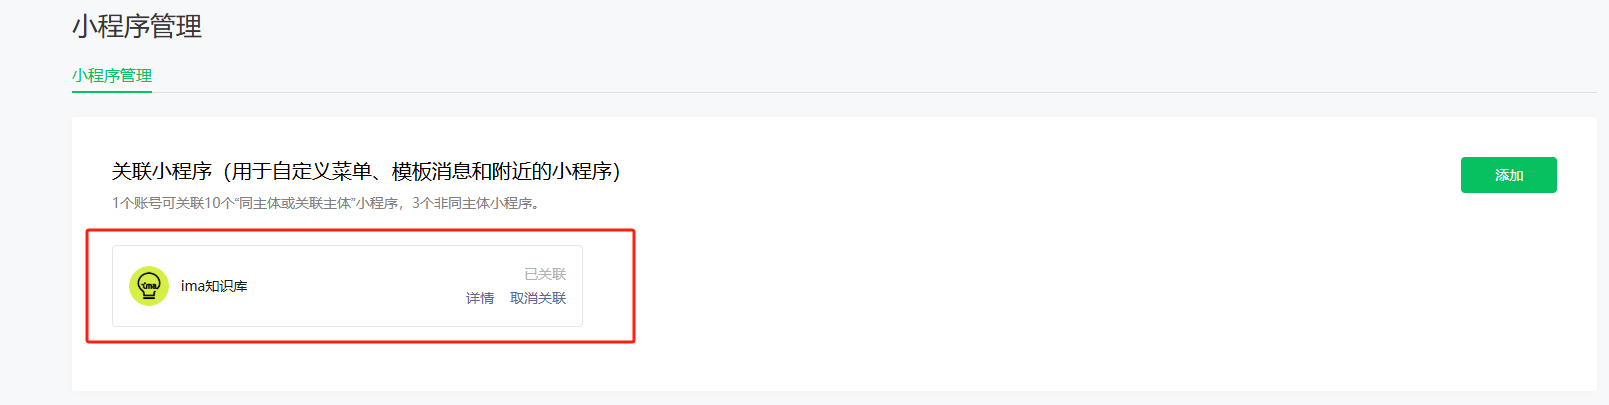 小程序管理
小程序管理
关联小程序（用于自定义菜单、模板消息和附近的小程序）
添加
1个账号可关联10个“同主体或关联主体”小程序，3个非同主体小程序。
已关联
ima
ima知识库
详情 取消关联